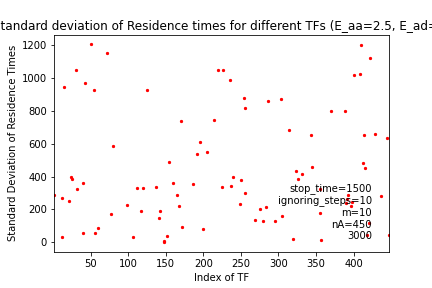 tandard deviation of Residence times for different TFs (E_aa=2.5, E_ad=
Standard Deviation of Residence Times
1200
1000
800
600
400
200
0
stop_time=1500
ignoring_steps=10
m=10
nA=450
3000
50 100 150 200 250 300 350 400
Index of TF